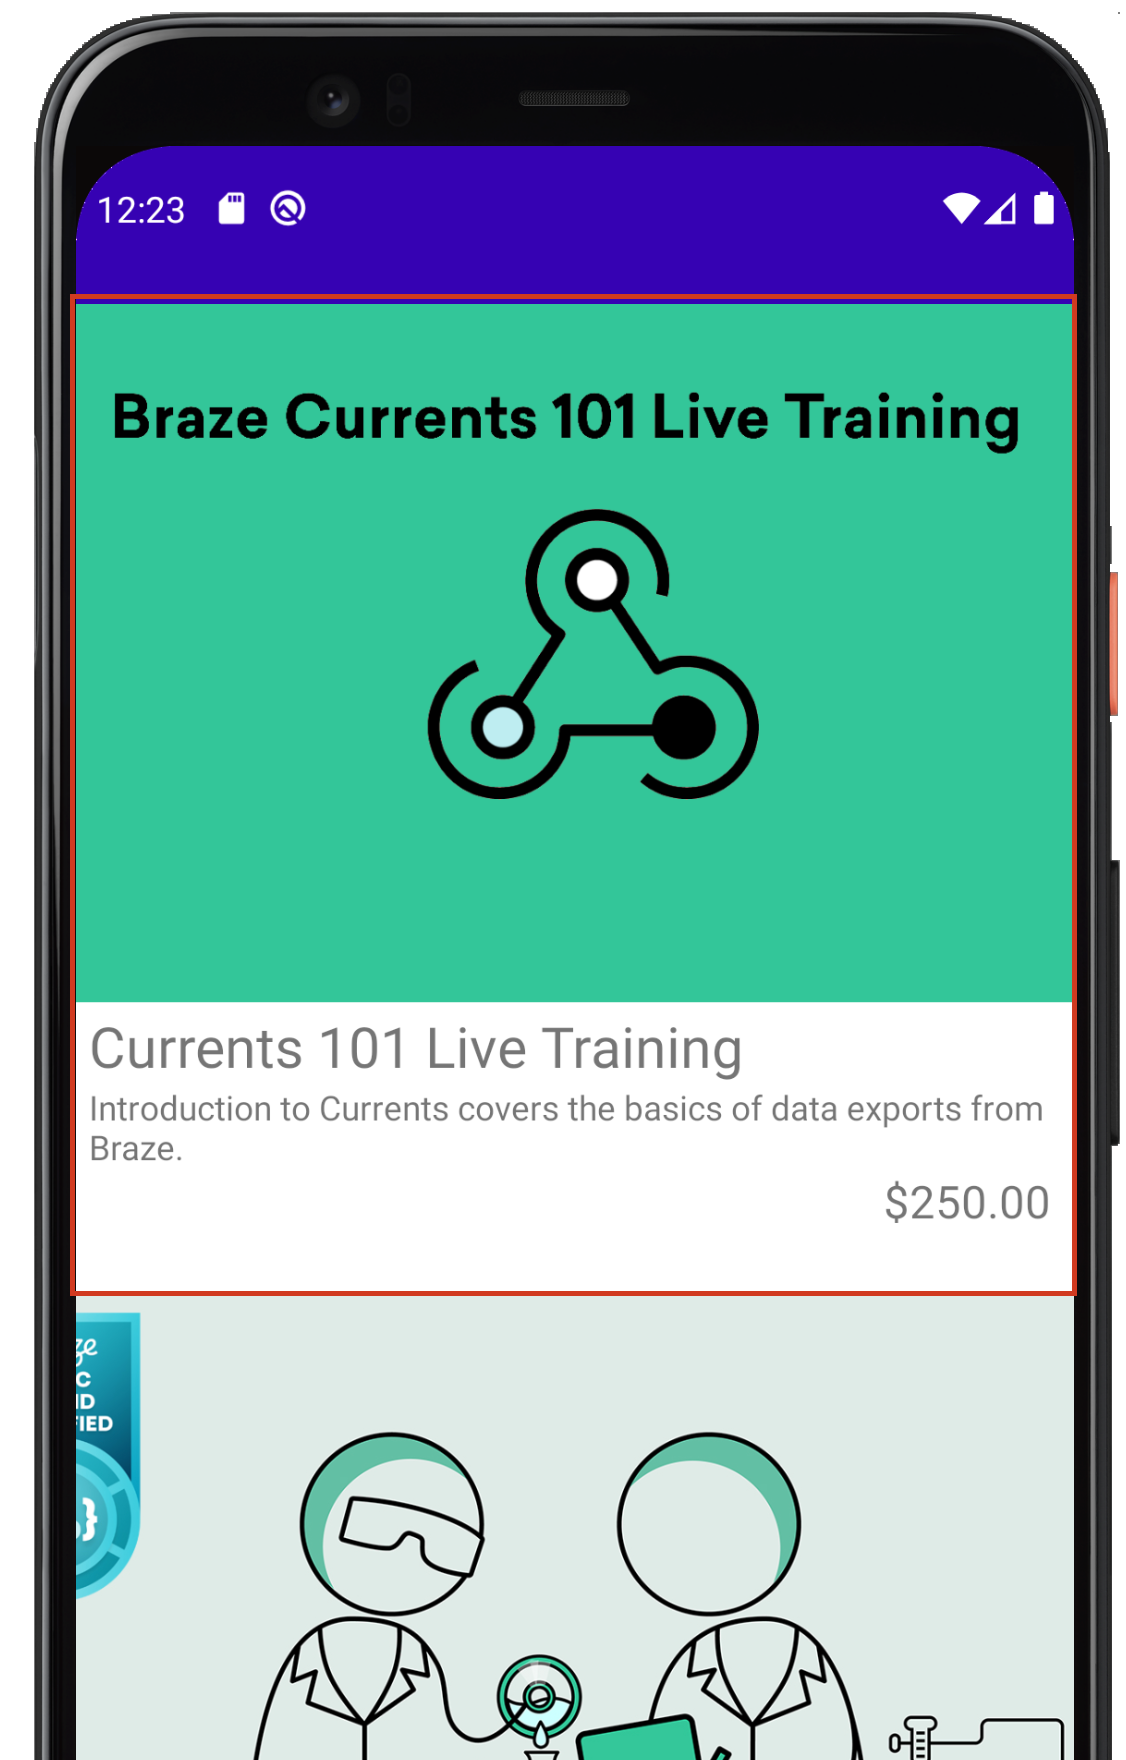 12:23
Braze Currents 101 Live Training
Currents 101 Live Training
Introduction to Currents covers the basics of data exports from
Braze.
$250.00
ze
C
ID
FIED